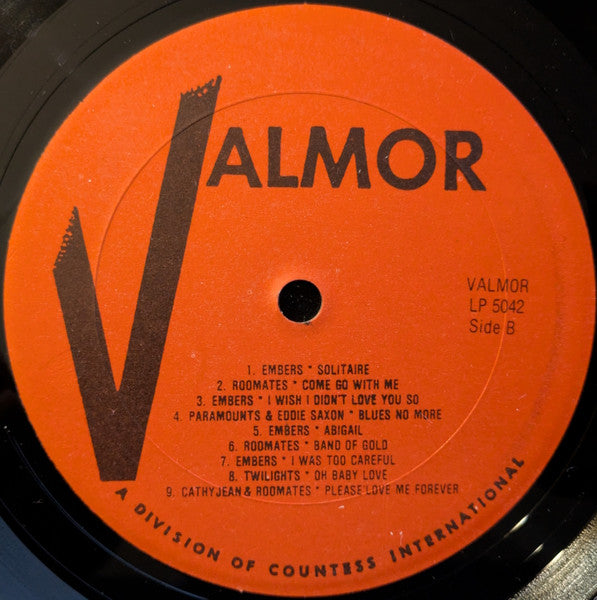 VALMOR
VALMOR
LP 5042
Side B
1. EMBERS * SOLITAIRE
2. ROOMATES * COME GO WITH ME
3. EMBERS * I WISH I DIDN'T LOVE YOU SO
4. PARAMOUNTS & EDDIE SAXON * BLUES NO MORE
5. EMBERS * ABIGAIL
6. ROOMATES * BAND OF GOLD
7. EMBERS * I WAS TOO CAREFUL
8. TWILIGHTS * OH BABY LOVE
9. CATHYJEAN & ROOMATES * PLEASE LOVE ME FOREVER
A DIVISION OF COUNTESS INTERNATIONAL